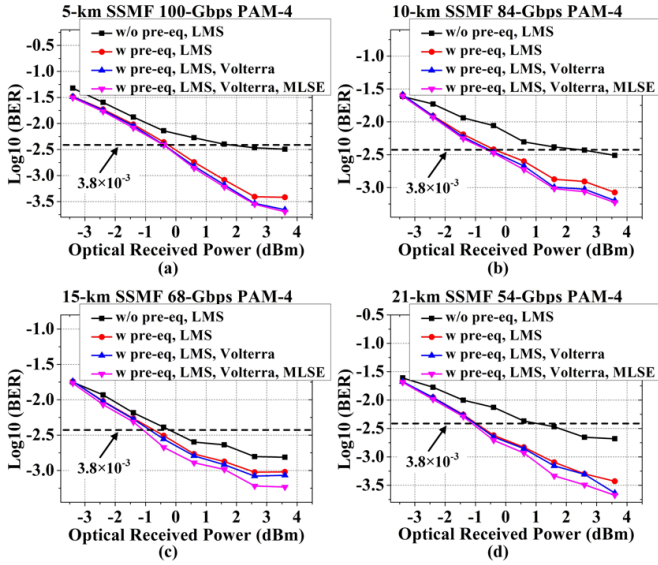 5-km SSMF 100-Gbps PAM-4
-0.5
-1.0
-1.5
-2.0
-2.5
-3.0
-3.5
Log10 (BER)
w/o pre-eq, LMS
w pre-eq, LMS
w pre-eq, LMS, Volterra
w pre-eq, LMS, Volterra, MLSE
3.8×10⁻³
-3 -2 -1 0 1 2 3 4
Optical Received Power (dBm)
(a)
10-km SSMF 84-Gbps PAM-4
-1.0
-1.5
-2.0
-2.5
-3.0
Log10 (BER)
w/o pre-eq, LMS
w pre-eq, LMS
w pre-eq, LMS, Volterra
w pre-eq, LMS, Volterra, MLSE
3.8×10⁻³
-3 -2 -1 0 1 2 3 4
Optical Received Power (dBm)
(b)
15-km SSMF 68-Gbps PAM-4
-1.0
-1.5
-2.0
-2.5
-3.0
Log10 (BER)
w/o pre-eq, LMS
w pre-eq, LMS
w pre-eq, LMS, Volterra
w pre-eq, LMS, Volterra, MLSE
3.8×10⁻³
-3 -2 -1 0 1 2 3 4
Optical Received Power (dBm)
(c)
21-km SSMF 54-Gbps PAM-4
-0.5
-1.0
-1.5
-2.0
-2.5
-3.0
-3.5
Log10 (BER)
w/o pre-eq, LMS
w pre-eq, LMS
w pre-eq, LMS, Volterra
w pre-eq, LMS, Volterra, MLSE
3.8×10⁻³
-3 -2 -1 0 1 2 3 4
Optical Received Power (dBm)
(d)